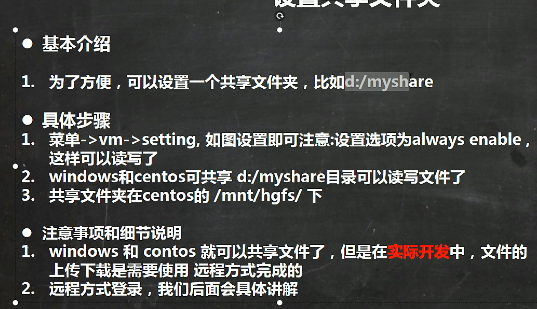 设置共享文件夹
● 基本介绍
1. 为了方便，可以设置一个共享文件夹，比如d:/myshare
● 具体步骤
1. 菜单->vm->setting, 如图设置即可注意:设置选项为always enable，
这样可以读写了
2. windows和centos可共享 d:/myshare目录可以读写文件了
3. 共享文件夹在centos的 /mnt/hgfs/ 下
● 注意事项和细节说明
1. windows 和 contos 就可以共享文件了，但是在实际开发中，文件的
上传下载是需要使用 远程方式完成的
2. 远程方式登录，我们后面会具体讲解